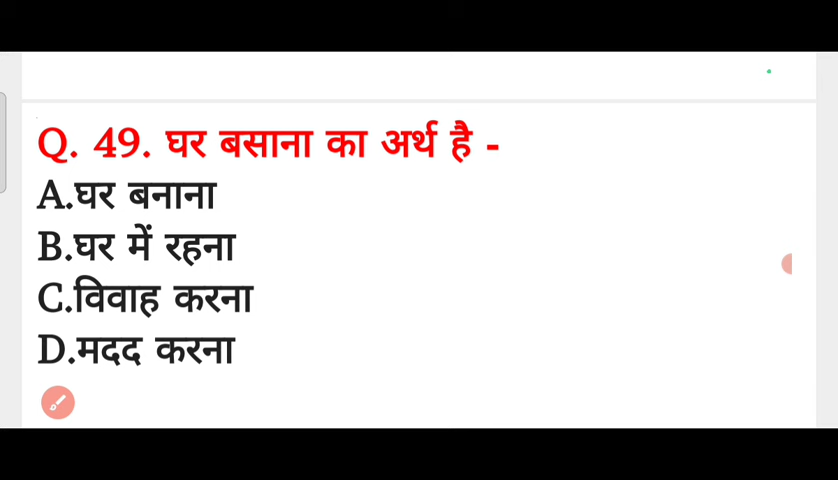 Q. 49. घर बसाना का अर्थ है -
A.घर बनाना
B.घर में रहना
C.विवाह करना
D.मदद करना